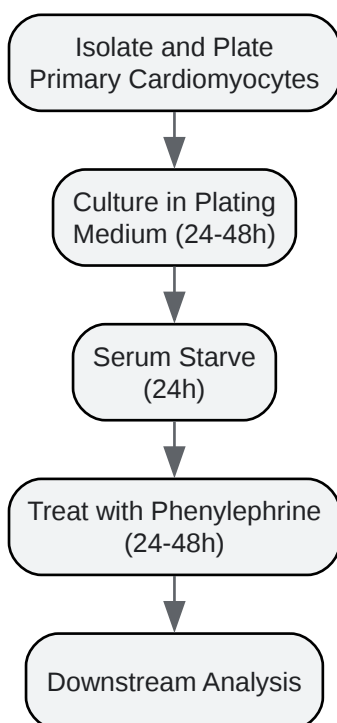 Isolate and Plate
Primary Cardiomyocytes
Culture in Plating
Medium (24-48h)
Serum Starve
(24h)
Treat with Phenylephrine
(24-48h)
Downstream Analysis